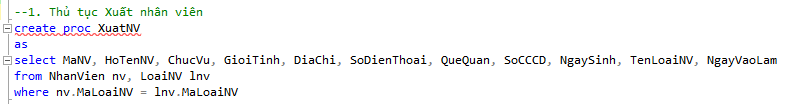 --1. Thủ tục Xuất nhân viên
create proc XuatNV
as
select MaNV, HoTenNV, ChucVu, GioiTinh, DiaChi, SoDienThoai, QueQuan, SoCCCD, NgaySinh, TenLoaiNV, NgayVaoLam
from NhanVien nv, LoaiNV lnv
where nv.MaLoaiNV = lnv.MaLoaiNV